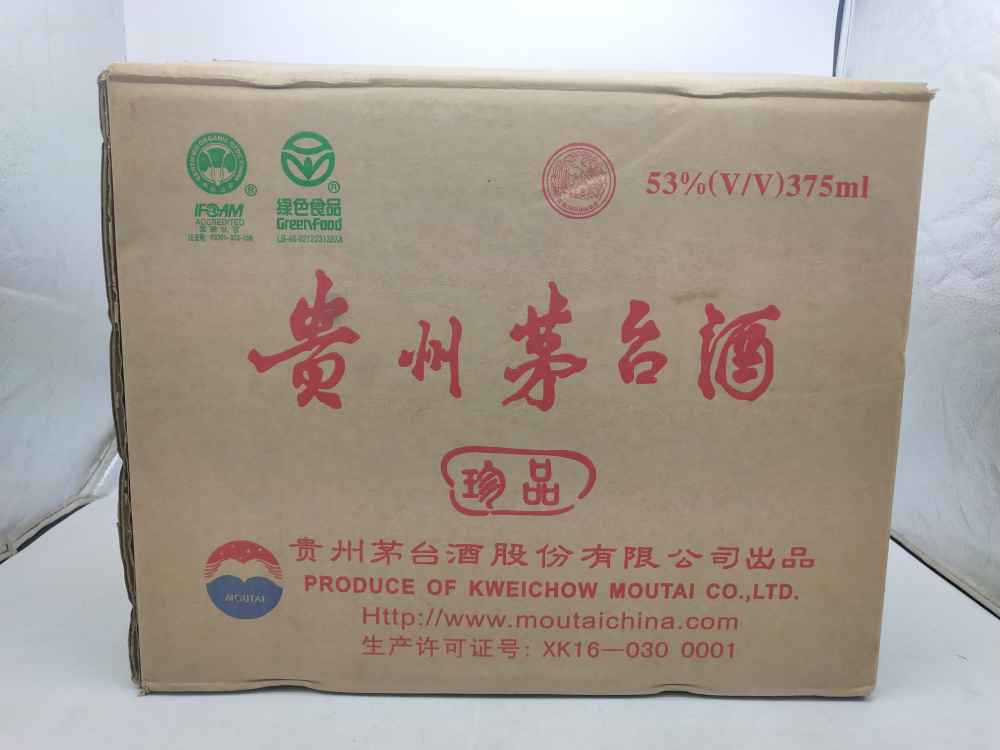 IFOAM
ACCREDITED
绿色食品
GreenFood
53%(V/V)375ml
贵州茅台酒
珍品
MOUTAI
贵州茅台酒股份有限公司出品
PRODUCE OF KWEICHOW MOUTAI CO.,LTD.
Http://www.moutaichina.com
生产许可证号: XK16—030 0001